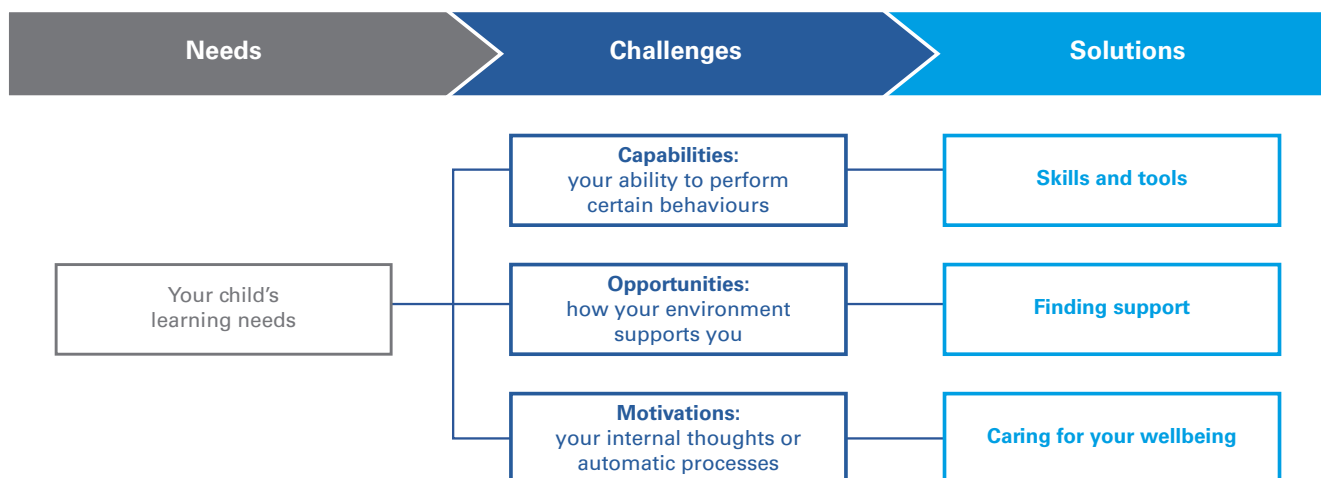 Needs
Challenges
Solutions
Capabilities:
your ability to perform
certain behaviours
Skills and tools
Your child’s
learning needs
Opportunities:
how your environment
supports you
Finding support
Motivations:
your internal thoughts or
automatic processes
Caring for your wellbeing